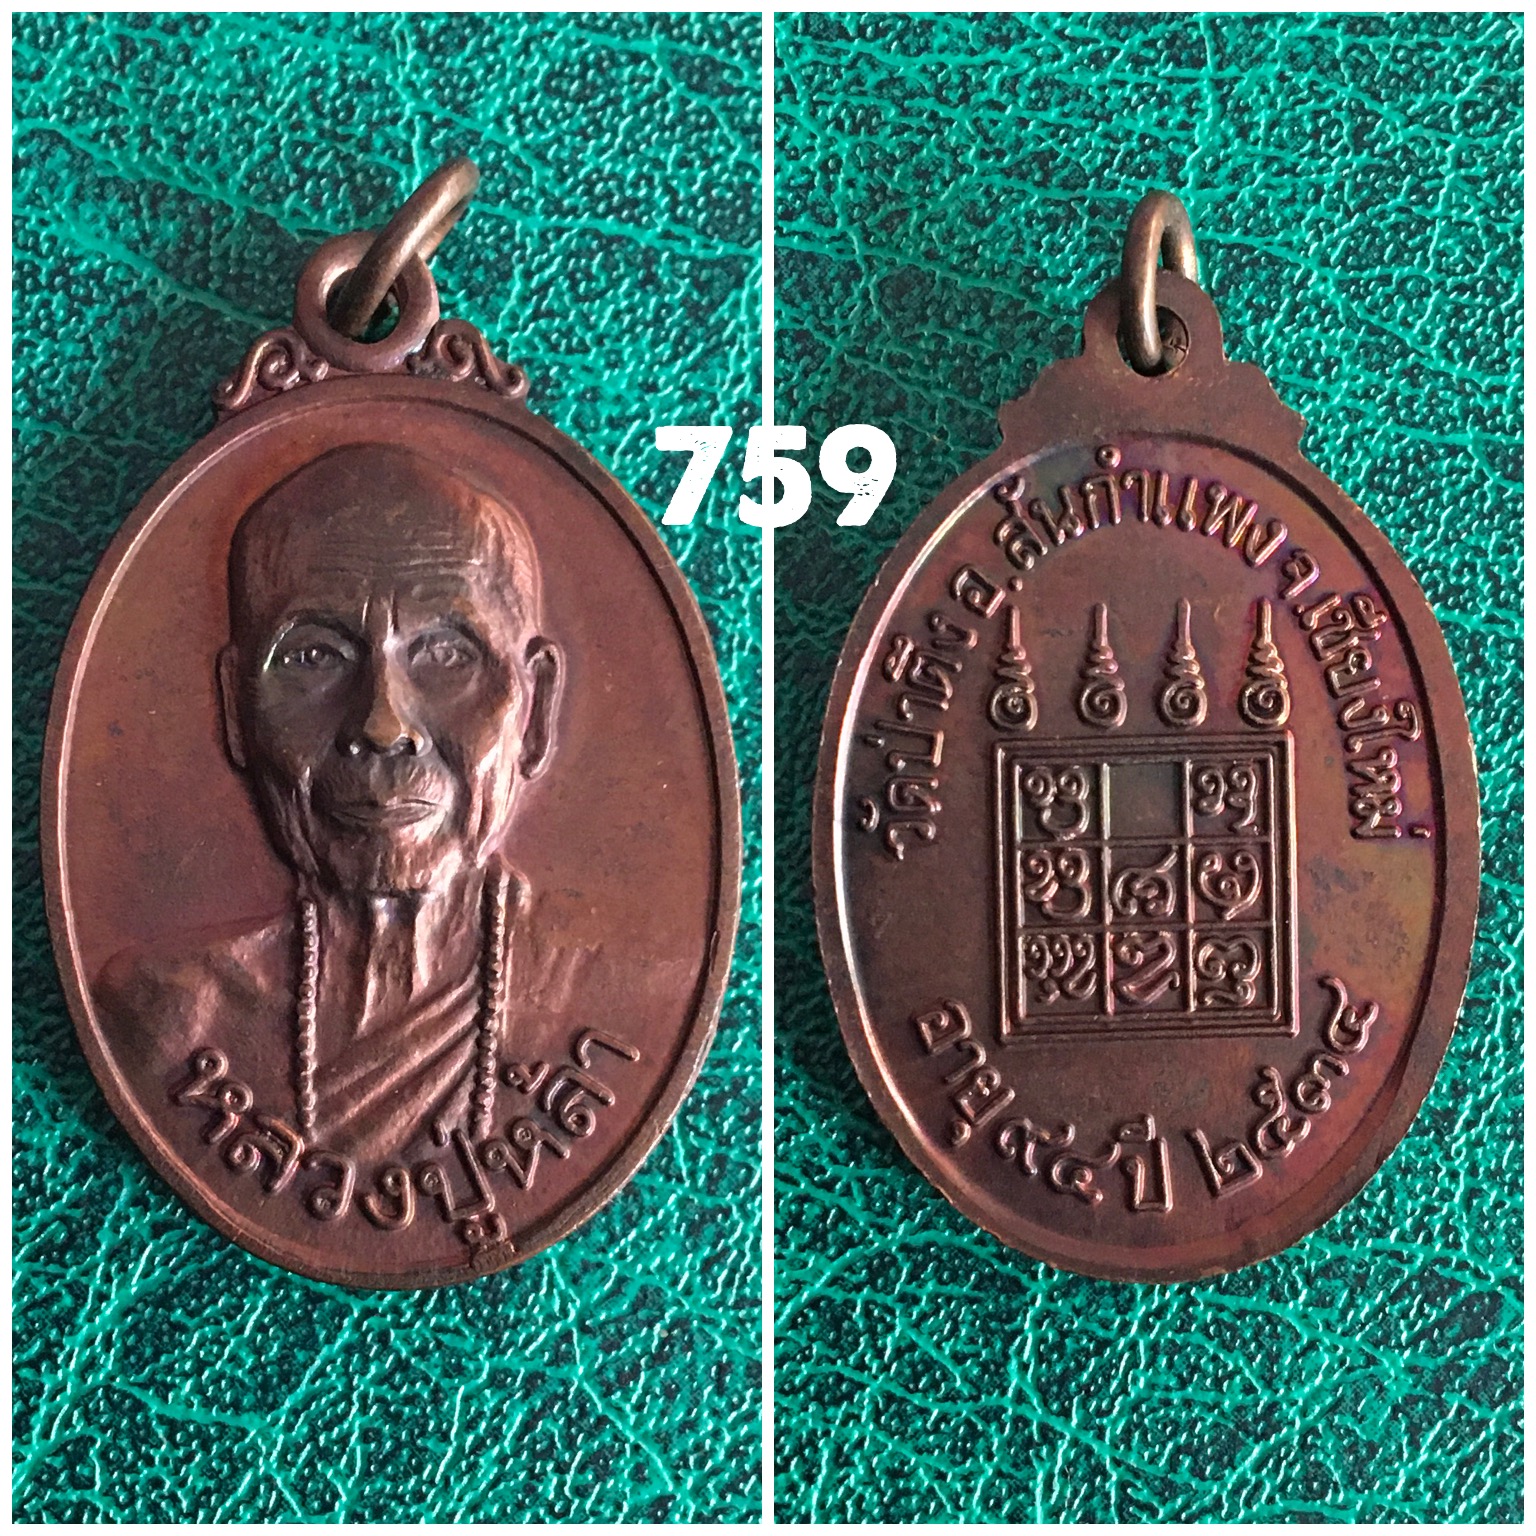 759
หลวงปู่หล้า
วัดป่าตึง อ.สันกำแพง จ.เชียงใหม่
อายุ ๙๔ ปี ๒๕๓๔